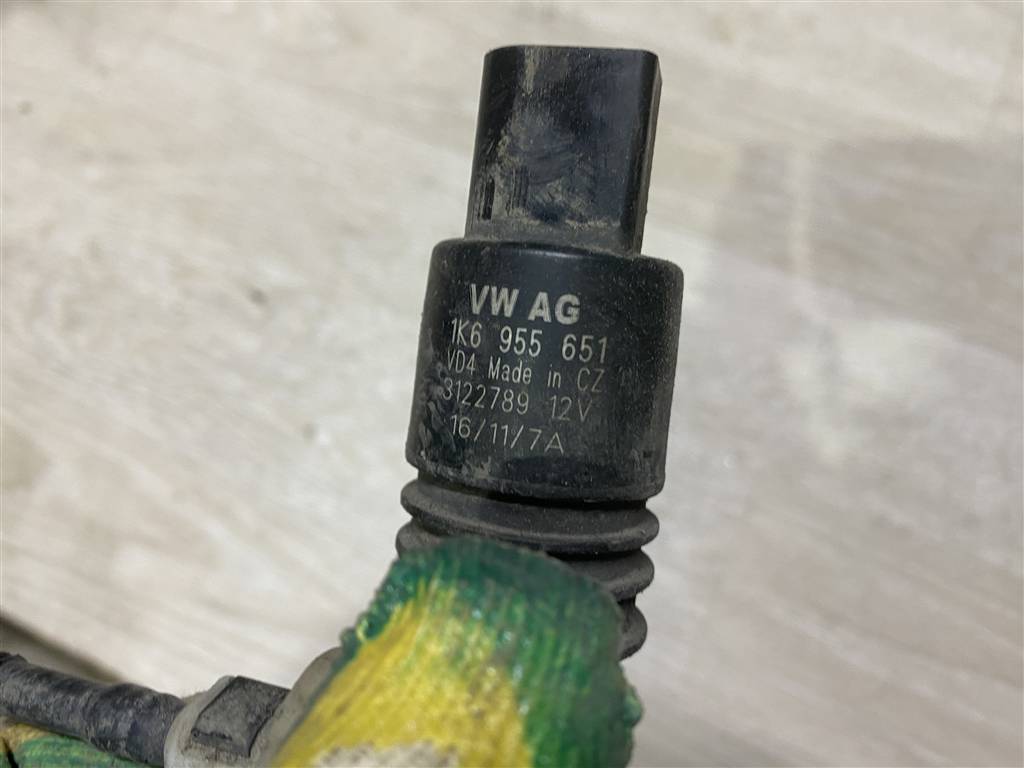 VW AG
1K6 955 651
VD4 Made in CZ
3122789 12V
16/11/7A